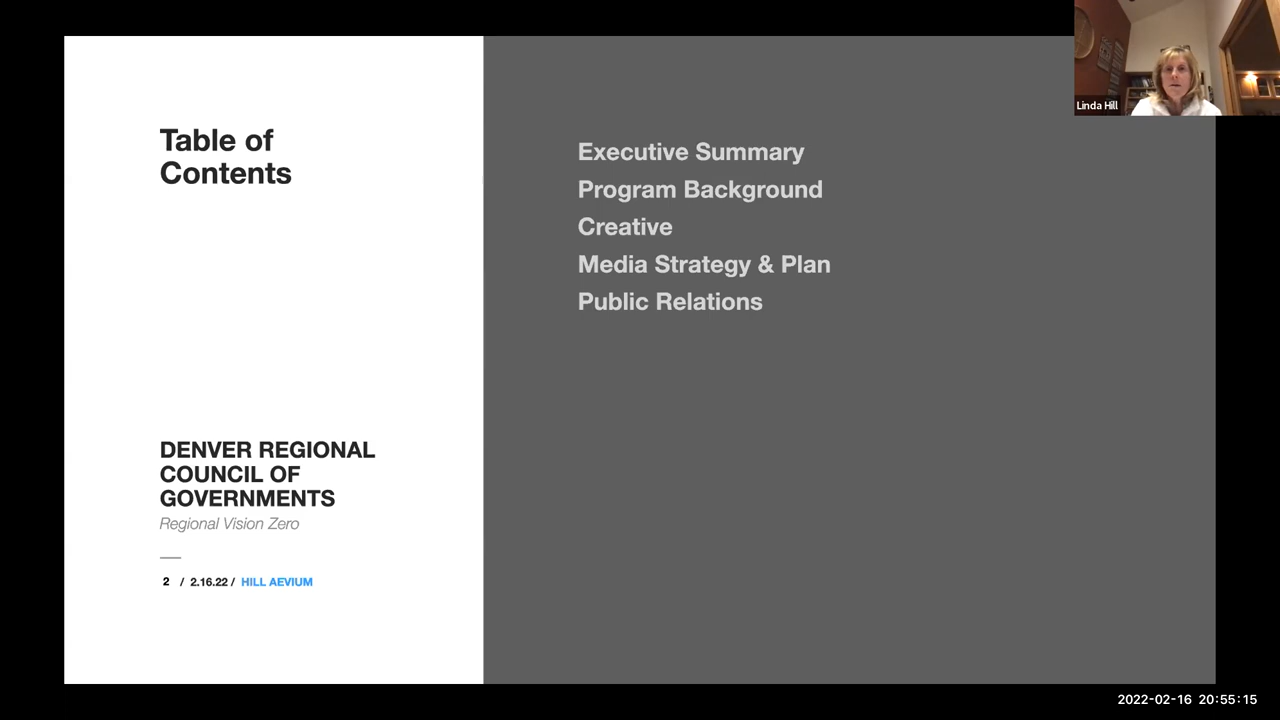 Table of
Contents
Executive Summary
Program Background
Creative
Media Strategy & Plan
Public Relations
DENVER REGIONAL
COUNCIL OF
GOVERNMENTS
Regional Vision Zero
2 / 2.16.22 / HILL AEVIUM
Linda Hill
2022-02-16 20:55:15